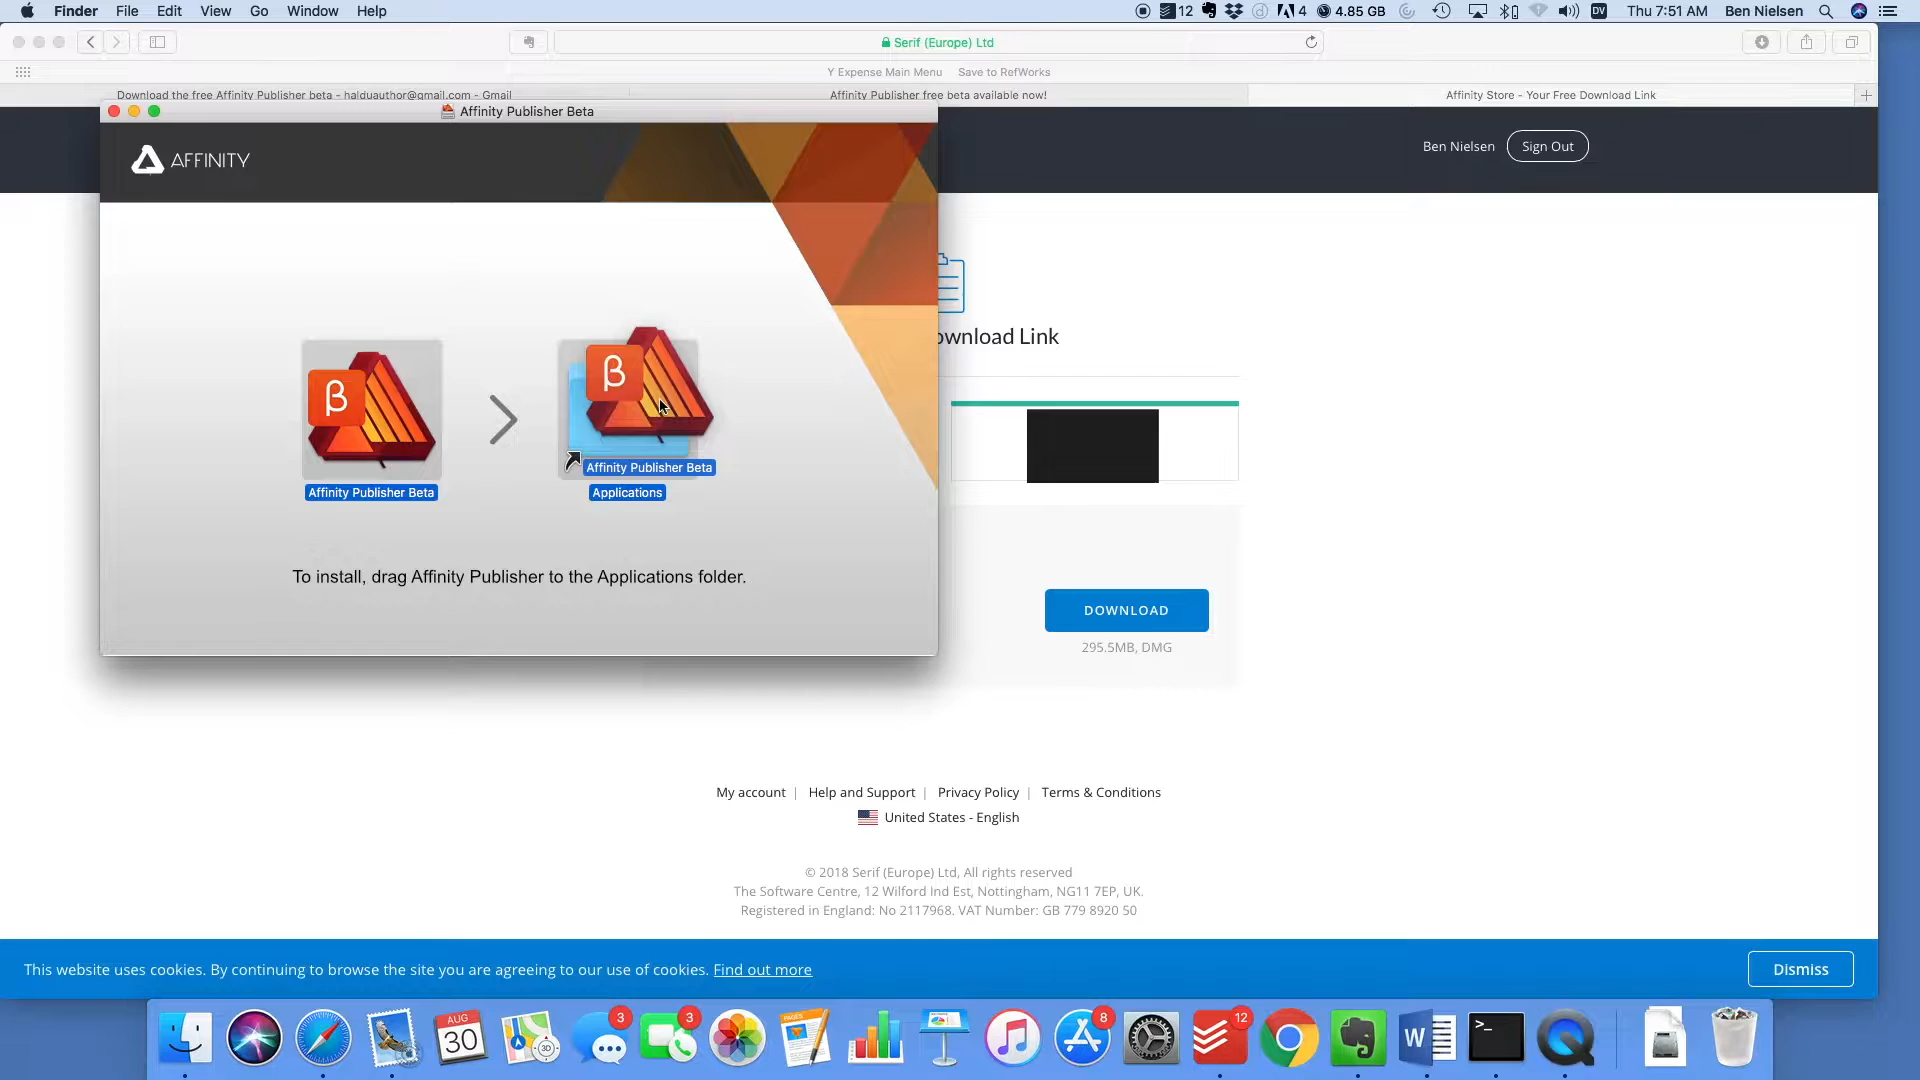 Finder File Edit View Go Window Help
12 4 4.85 GB DV Thu 7:51 AM Ben Nielsen
Serif (Europe) Ltd
Y Expense Main Menu Save to RefWorks
Download the free Affinity Publisher beta - halduauthor@gmail.com - Gmail
Affinity Publisher free beta available now!
Affinity Store - Your Free Download Link
Affinity Publisher Beta
AFFINITY
Ben Nielsen
Sign Out
ownload Link
β
β
Affinity Publisher Beta
Affinity Publisher Beta
Applications
To install, drag Affinity Publisher to the Applications folder.
DOWNLOAD
295.5MB, DMG
My account | Help and Support | Privacy Policy | Terms & Conditions
United States - English
© 2018 Serif (Europe) Ltd, All rights reserved
The Software Centre, 12 Wilford Ind Est, Nottingham, NG11 7EP, UK.
Registered in England: No 2117968. VAT Number: GB 779 8920 50
This website uses cookies. By continuing to browse the site you are agreeing to our use of cookies. Find out more
Dismiss
AUG
30
3
3
PAGES
8
12
W
>_